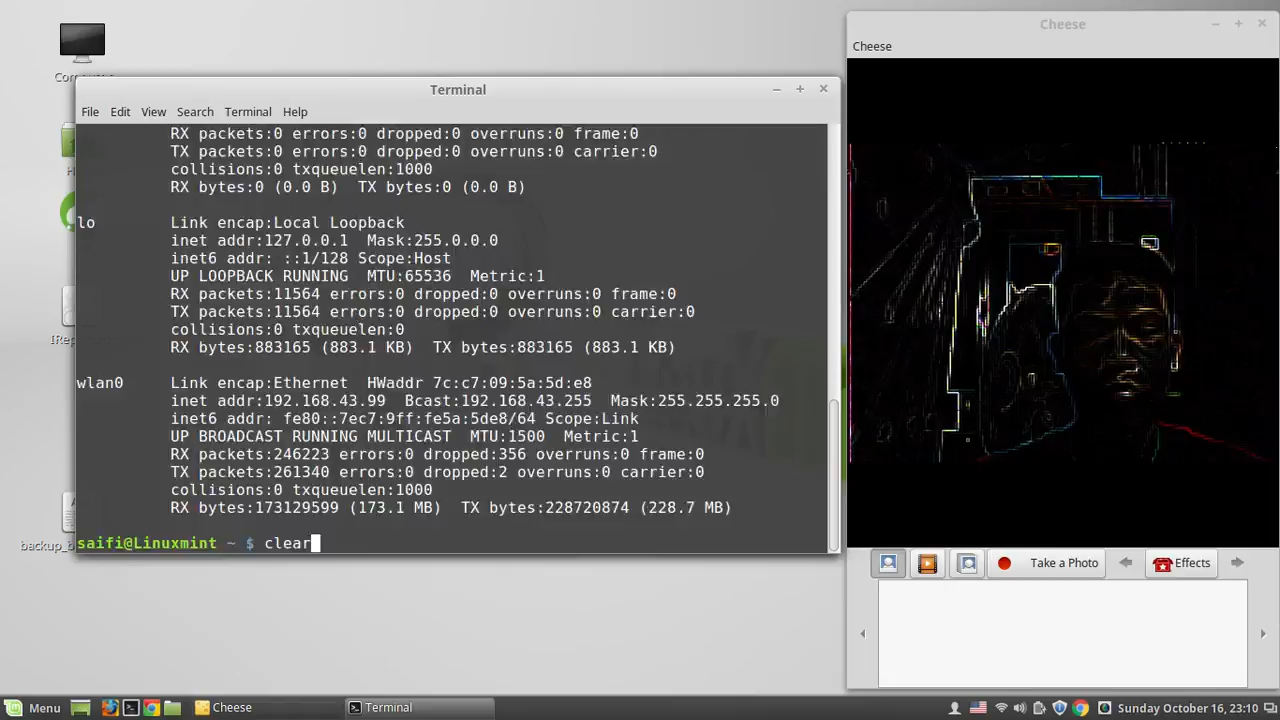 Cheese
Cheese
Terminal
File Edit View Search Terminal Help
RX packets:0 errors:0 dropped:0 overruns:0 frame:0
TX packets:0 errors:0 dropped:0 overruns:0 carrier:0
collisions:0 txqueuelen:1000
RX bytes:0 (0.0 B)  TX bytes:0 (0.0 B)
lo Link encap:Local Loopback
inet addr:127.0.0.1  Mask:255.0.0.0
inet6 addr: ::1/128 Scope:Host
UP LOOPBACK RUNNING  MTU:65536  Metric:1
RX packets:11564 errors:0 dropped:0 overruns:0 frame:0
TX packets:11564 errors:0 dropped:0 overruns:0 carrier:0
collisions:0 txqueuelen:0
RX bytes:883165 (883.1 KB)  TX bytes:883165 (883.1 KB)
wlan0 Link encap:Ethernet  HWaddr 7c:c7:09:5a:5d:e8
inet addr:192.168.43.99  Bcast:192.168.43.255  Mask:255.255.255.0
inet6 addr: fe80::7ec7:9ff:fe5a:5de8/64 Scope:Link
UP BROADCAST RUNNING MULTICAST  MTU:1500  Metric:1
RX packets:246223 errors:0 dropped:356 overruns:0 frame:0
TX packets:261340 errors:0 dropped:2 overruns:0 carrier:0
collisions:0 txqueuelen:1000
RX bytes:173129599 (173.1 MB)  TX bytes:228720874 (228.7 MB)
saifi@Linuxmint ~ $ clear
Take a Photo
Effects
Menu
Cheese
Terminal
Sunday October 16, 23:10